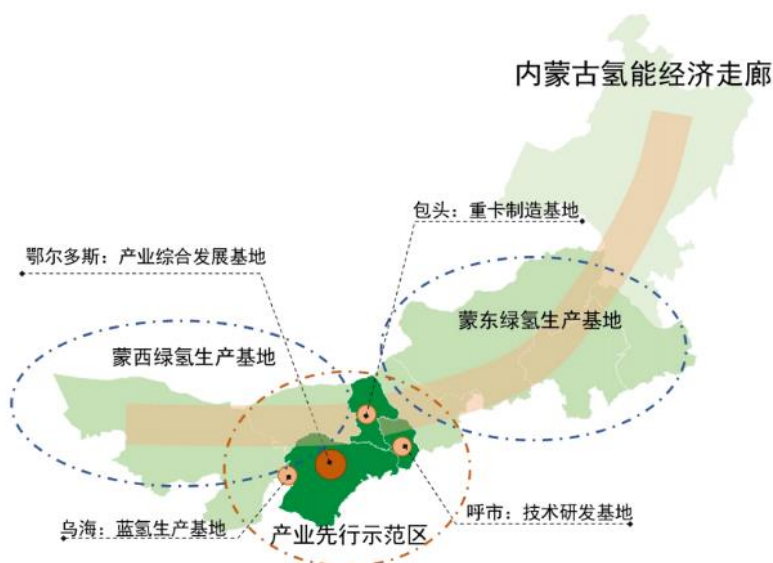 内蒙古氢能经济走廊
包头：重卡制造基地
鄂尔多斯：产业综合发展基地
蒙东绿氢生产基地
蒙西绿氢生产基地
乌海：蓝氢生产基地
呼市：技术研发基地
产业先行示范区